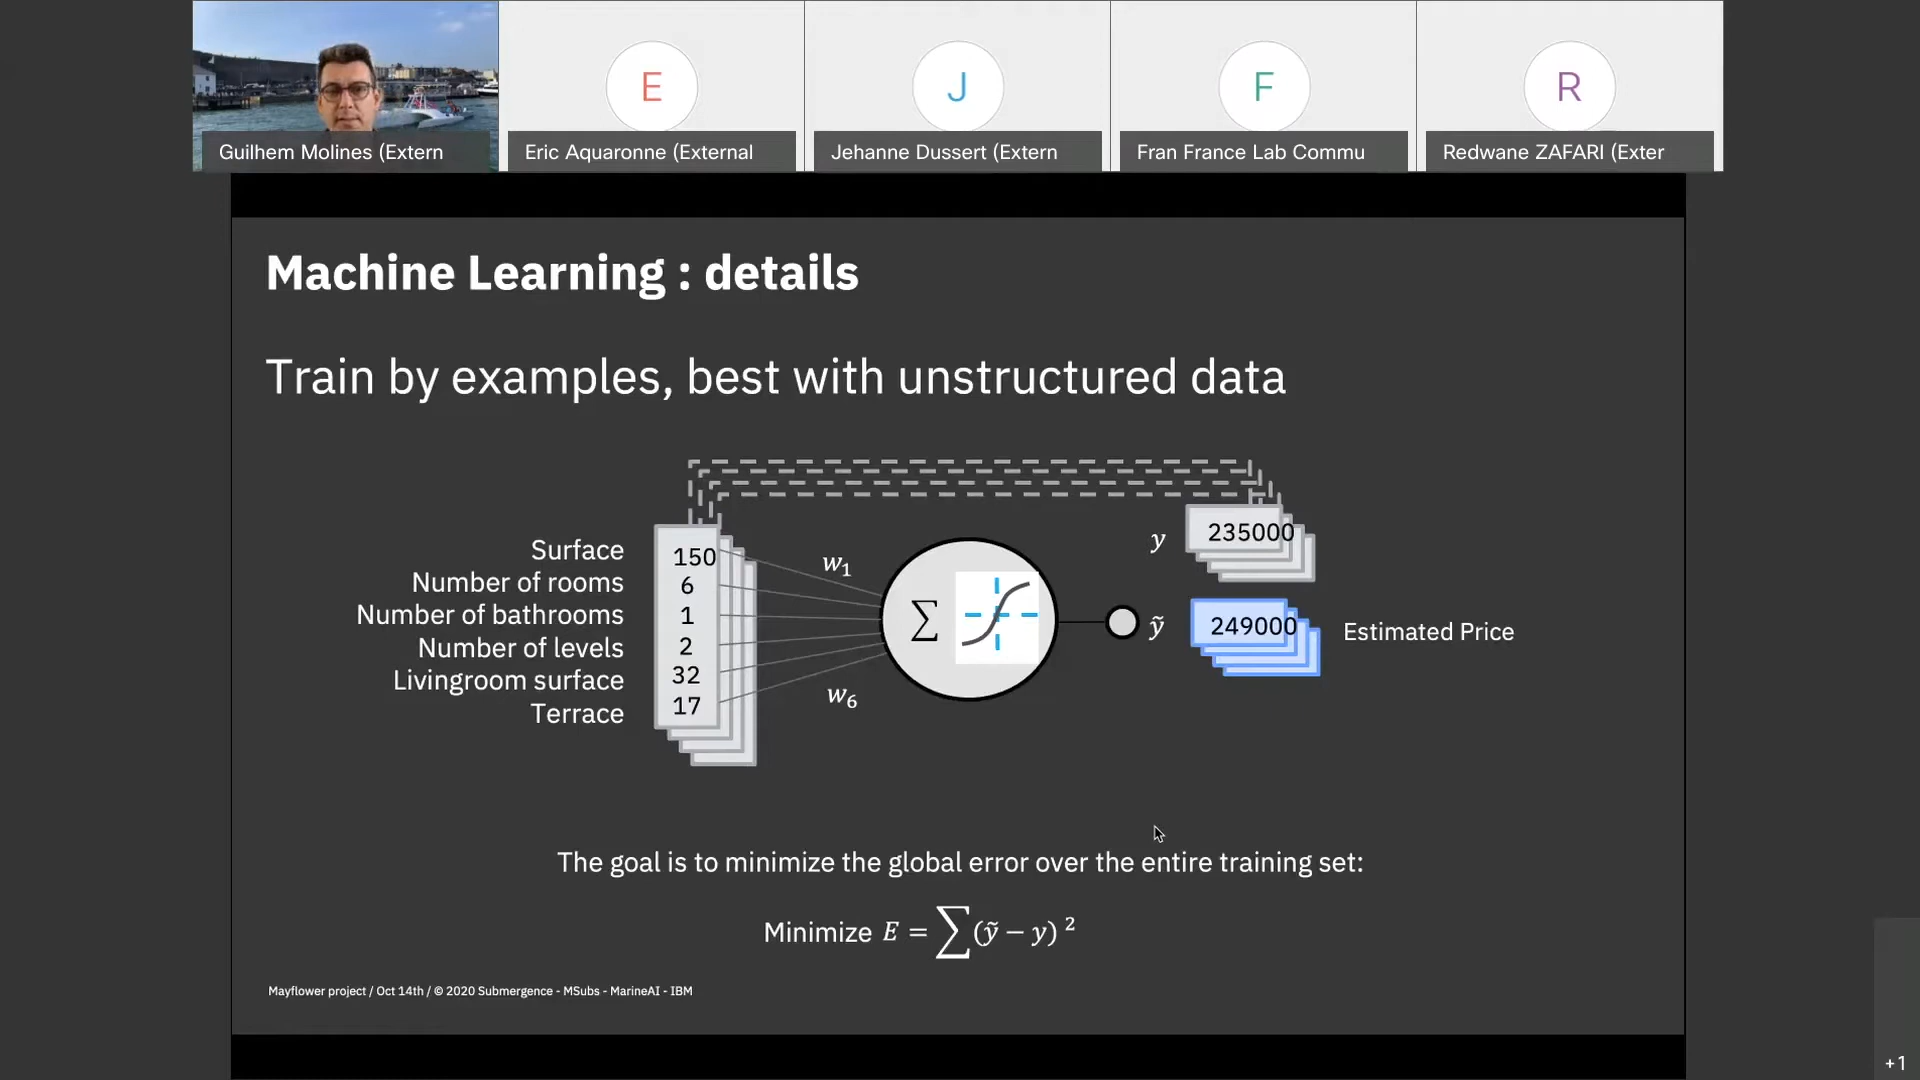 E
J
F
R
Guilhem Molines (Extern
Eric Aquaronne (External
Jehanne Dussert (Extern
Fran France Lab Commu
Redwane ZAFARI (Exter
Machine Learning : details
Train by examples, best with unstructured data
Surface
Number of rooms
Number of bathrooms
Number of levels
Livingroom surface
Terrace
150
6
1
2
32
17
w₁
w₆
∑
y
235000
ỹ
249000
Estimated Price
The goal is to minimize the global error over the entire training set:
Minimize E = ∑(ỹ − y) ²
Mayflower project / Oct 14th / © 2020 Submergence - MSubs - MarineAI - IBM
+1